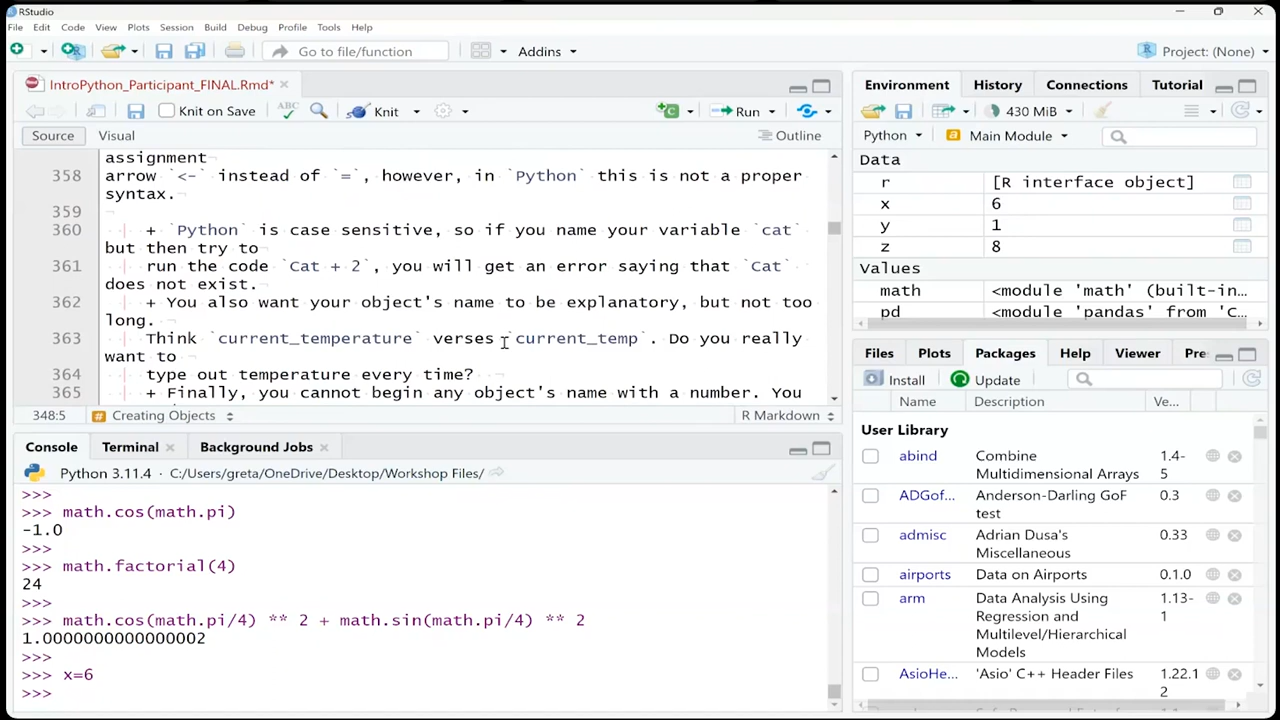 RStudio
File Edit Code View Plots Session Build Debug Profile Tools Help
Go to file/function Addins Project: (None)
IntroPython_Participant_FINAL.Rmd*
Knit on Save ABC Knit Run
Source Visual Outline
assignment
358 arrow `<-` instead of `=`, however, in `Python` this is not a proper
syntax.
359
360 + `Python` is case sensitive, so if you name your variable `cat`
but then try to
361 run the code `Cat + 2`, you will get an error saying that `Cat`
does not exist.
362 + You also want your object's name to be explanatory, but not too
long.
363 Think `current_temperature` verses `current_temp`. Do you really
want to
364 type out temperature every time?
365 + Finally, you cannot begin any object's name with a number. You
348:5 # Creating Objects R Markdown
Console Terminal Background Jobs
Python 3.11.4 · C:/Users/greta/OneDrive/Desktop/Workshop Files/
>>>
>>> math.cos(math.pi)
-1.0
>>>
>>> math.factorial(4)
24
>>>
>>> math.cos(math.pi/4) ** 2 + math.sin(math.pi/4) ** 2
1.0000000000000002
>>>
>>> x=6
>>>
Environment History Connections Tutorial
430 MiB
Python Main Module
Data
r [R interface object]
x 6
y 1
z 8
Values
math <module 'math' (built-in…
pd <module 'pandas' from 'C…
Files Plots Packages Help Viewer Pre
Install Update
Name Description Ve...
User Library
abind Combine Multidimensional Arrays 1.4-5
ADGof... Anderson-Darling GoF test 0.3
admisc Adrian Dusa's Miscellaneous 0.33
airports Data on Airports 0.1.0
arm Data Analysis Using Regression and Multilevel/Hierarchical Models 1.13-1
AsioHe... 'Asio' C++ Header Files 1.22.12